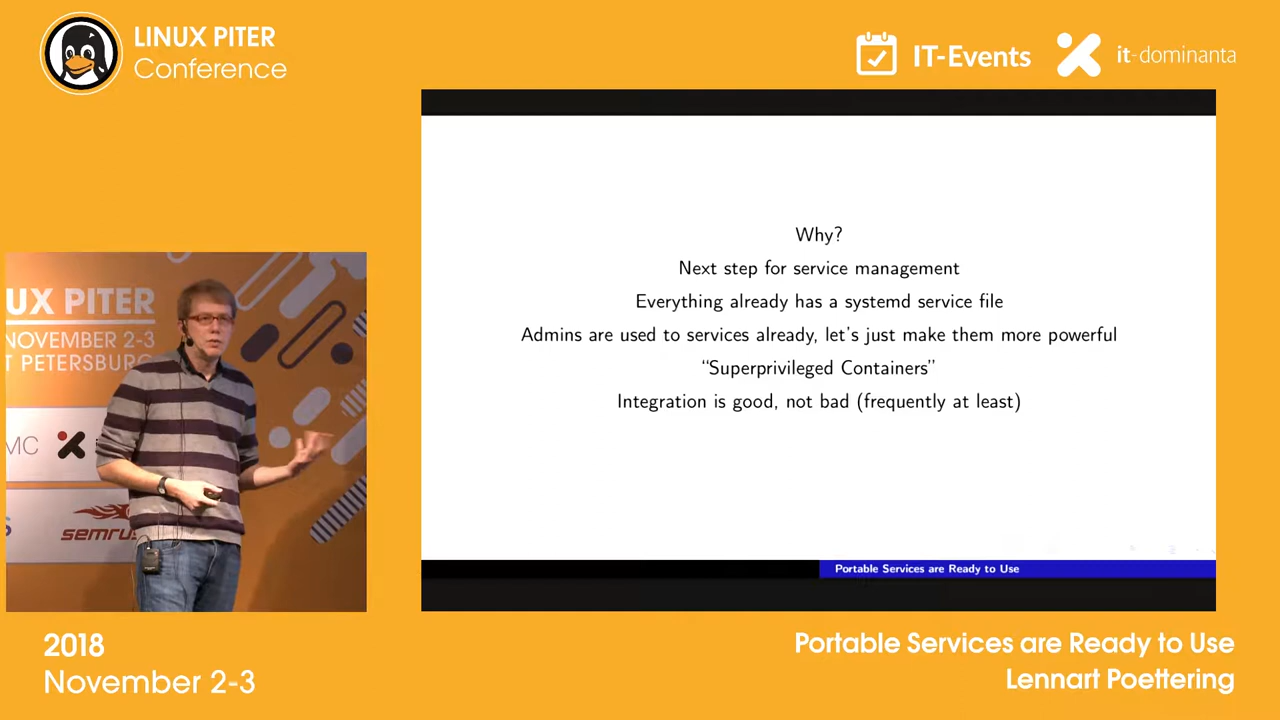 LINUX PITER
Conference
IT-Events
it-dominanta
Why?
Next step for service management
Everything already has a systemd service file
Admins are used to services already, let's just make them more powerful
“Superprivileged Containers”
Integration is good, not bad (frequently at least)
Portable Services are Ready to Use
UX PITER
NOVEMBER 2-3
T PETERSBURG
MC
S
semrus
2018
November 2-3
Portable Services are Ready to Use
Lennart Poettering